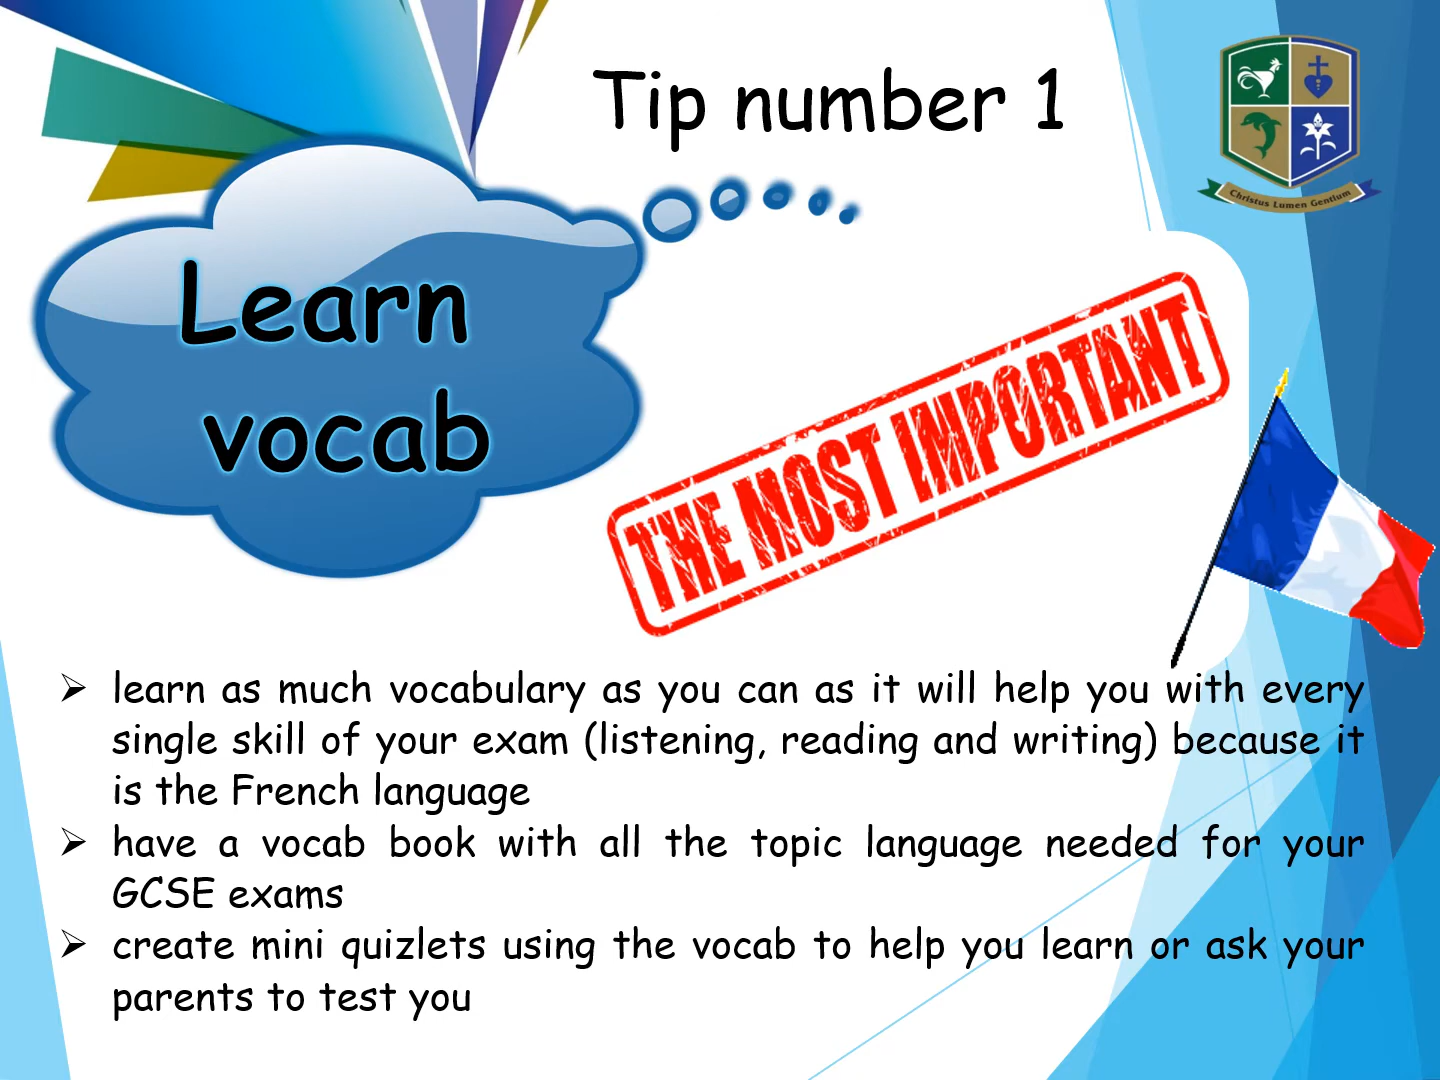 Tip number 1
Christus Lumen Gentium
Learn
vocab
THE MOST IMPORTANT
➢ learn as much vocabulary as you can as it will help you with every
single skill of your exam (listening, reading and writing) because it
is the French language
➢ have a vocab book with all the topic language needed for your
GCSE exams
➢ create mini quizlets using the vocab to help you learn or ask your
parents to test you